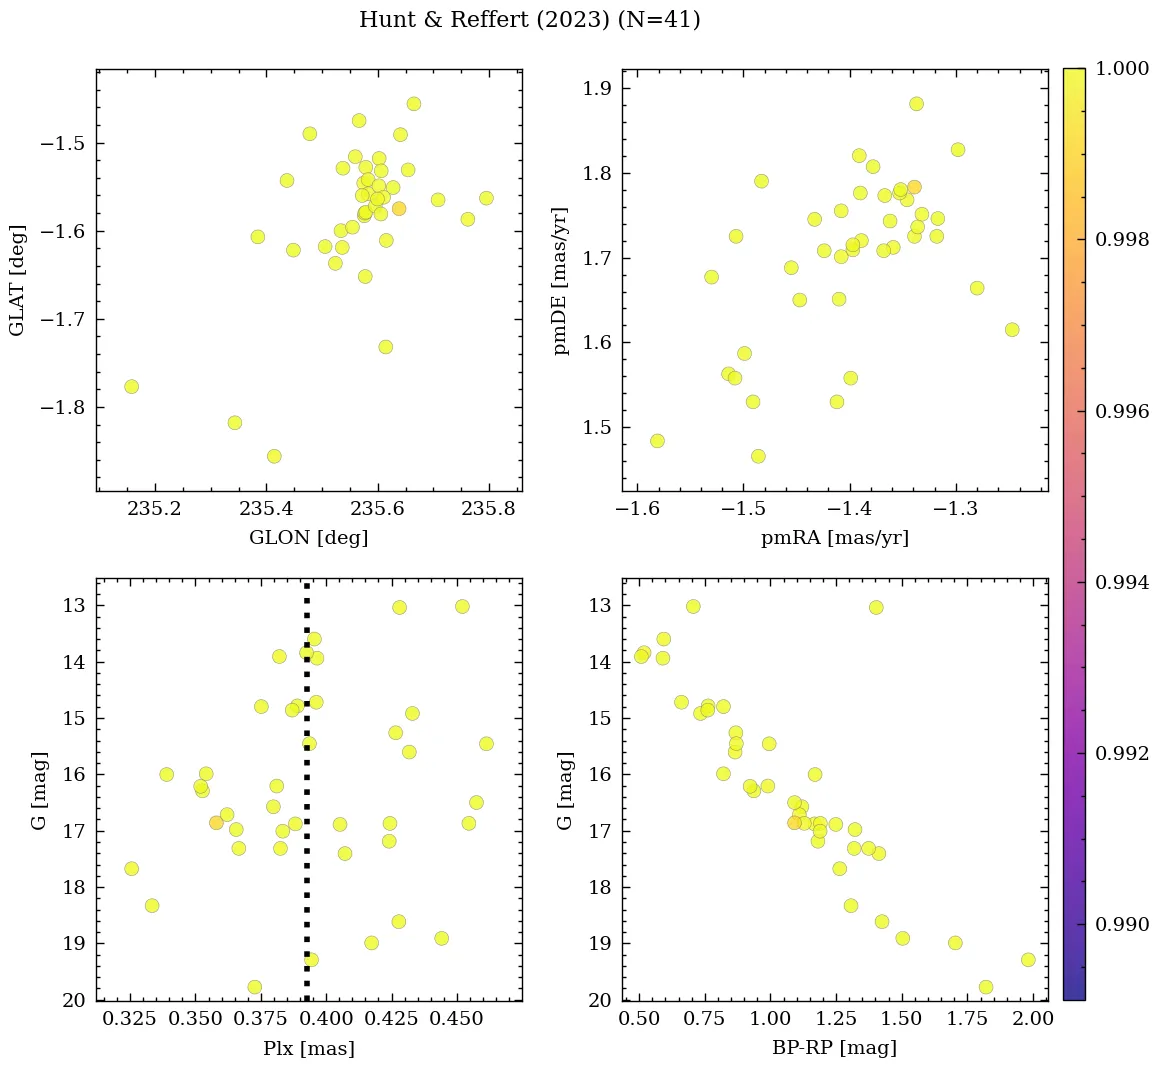 Hunt & Reffert (2023) (N=41)
−1.5
−1.6
−1.7
−1.8
GLAT [deg]
235.2 235.4 235.6 235.8
GLON [deg]
1.9
1.8
1.7
1.6
1.5
pmDE [mas/yr]
−1.6 −1.5 −1.4 −1.3
pmRA [mas/yr]
13
14
15
16
17
18
19
20
G [mag]
0.325 0.350 0.375 0.400 0.425 0.450
Plx [mas]
13
14
15
16
17
18
19
20
G [mag]
0.50 0.75 1.00 1.25 1.50 1.75 2.00
BP-RP [mag]
1.000
0.998
0.996
0.994
0.992
0.990